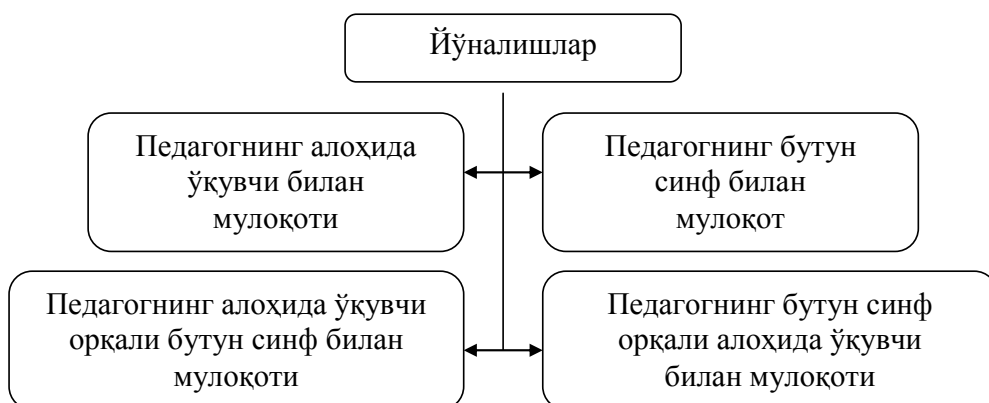 Йўналишлар
Педагогнинг алоҳида
ўқувчи билан
мулоқоти
Педагогнинг бутун
синф билан
мулоқот
Педагогнинг алоҳида ўқувчи
орқали бутун синф билан
мулоқоти
Педагогнинг бутун синф
орқали алоҳида ўқувчи
билан мулоқоти